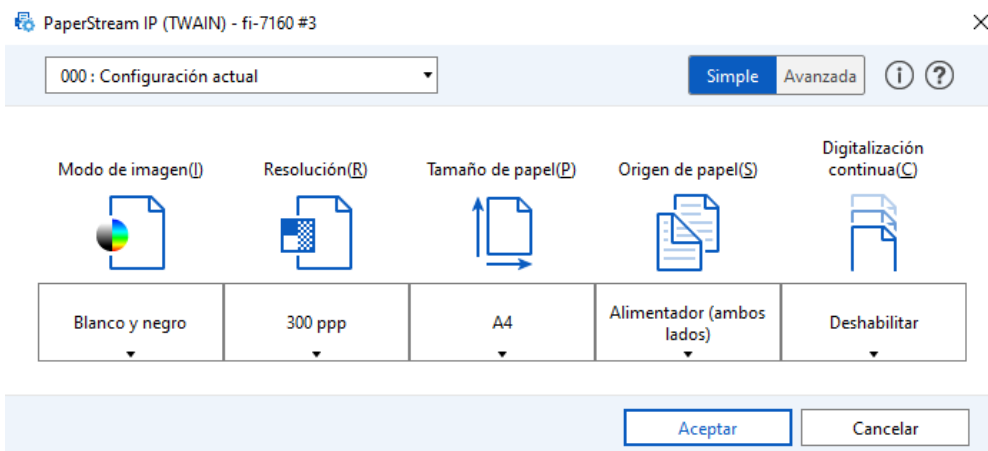 PaperStream IP (TWAIN) - fi-7160 #3
000 : Configuración actual
Simple
Avanzada
Modo de imagen(I)
Resolución(R)
Tamaño de papel(P)
Origen de papel(S)
Digitalización
continua(C)
Blanco y negro
300 ppp
A4
Alimentador (ambos
lados)
Deshabilitar
Aceptar
Cancelar